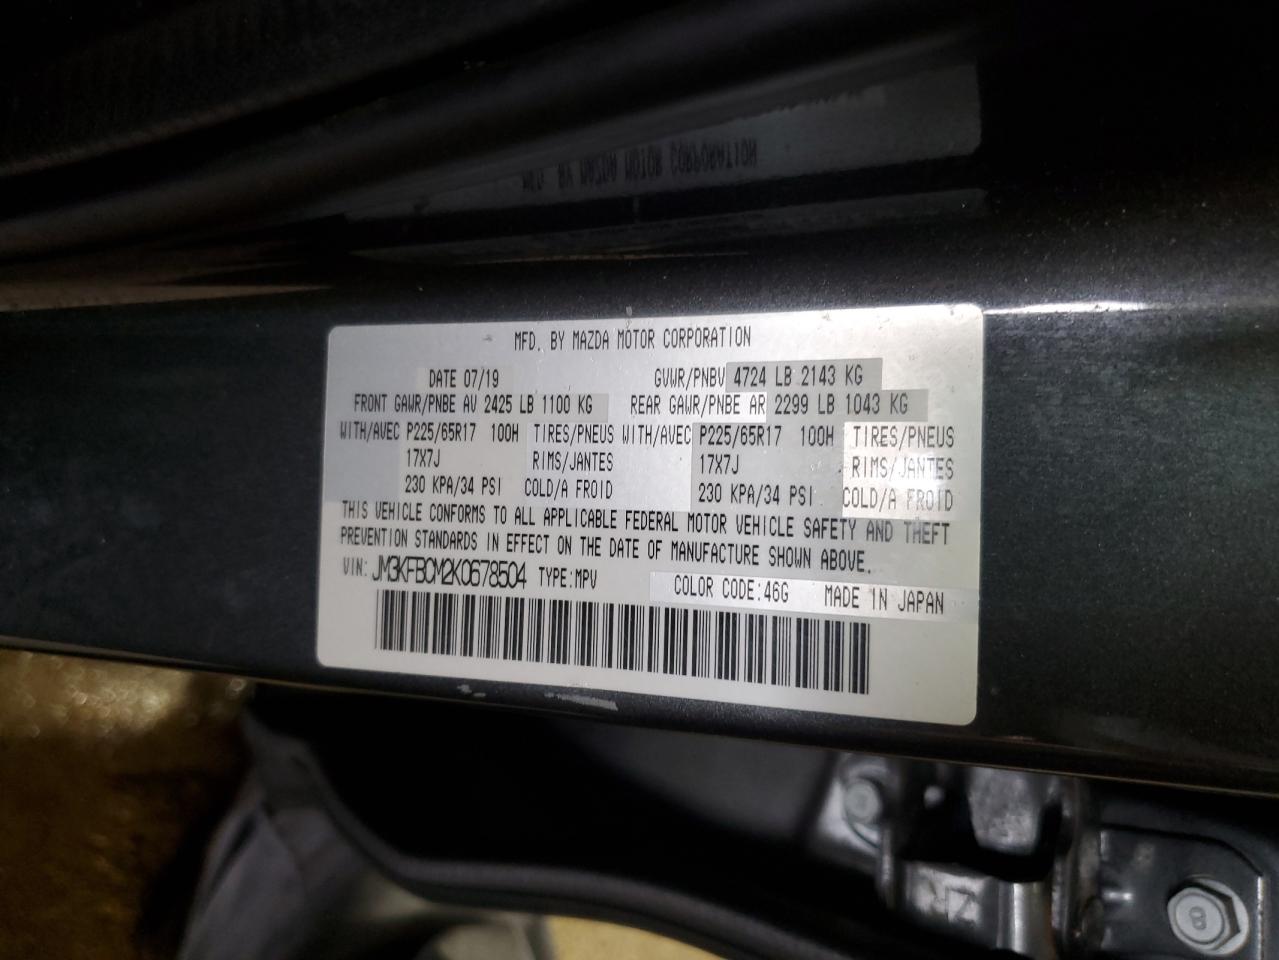 MFD. BY MAZDA MOTOR CORPORATION
DATE 07/19 GVWR/PNBV 4724 LB 2143 KG
FRONT GAWR/PNBE AV 2425 LB 1100 KG REAR GAWR/PNBE AR 2299 LB 1043 KG
WITH/AVEC P225/65R17 100H TIRES/PNEUS WITH/AVEC P225/65R17 100H TIRES/PNEUS
17X7J RIMS/JANTES 17X7J RIMS/JANTES
230 KPA/34 PSI COLD/A FROID 230 KPA/34 PSI COLD/A FROID
THIS VEHICLE CONFORMS TO ALL APPLICABLE FEDERAL MOTOR VEHICLE SAFETY AND THEFT
PREVENTION STANDARDS IN EFFECT ON THE DATE OF MANUFACTURE SHOWN ABOVE.
VIN: JM3KFBCM2K0678504 TYPE:MPV COLOR CODE:46G MADE IN JAPAN
8